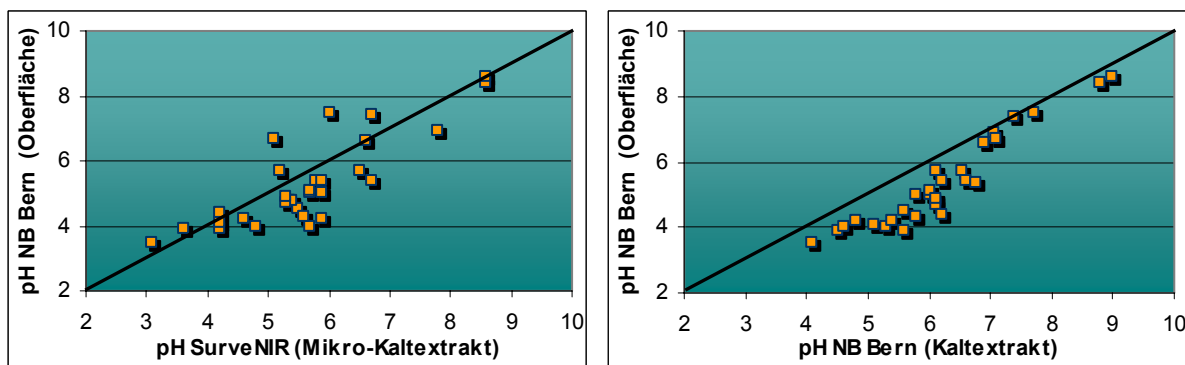 10
8
6
4
2
2 3 4 5 6 7 8 9 10
pH NB Bern (Oberfläche)
pH SurveNIR (Mikro-Kaltextrakt)
10
8
6
4
2
2 3 4 5 6 7 8 9 10
pH NB Bern (Oberfläche)
pH NB Bern (Kaltextrakt)